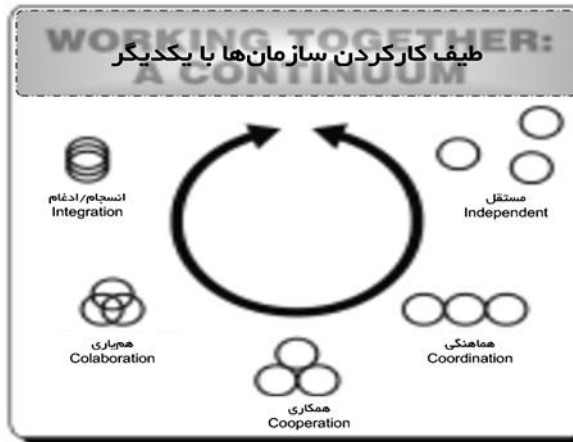 WORKING TOGETHER:
طیف کارکردن سازمان‌ها با یکدیگر
A CONTINUUM
انسجام/ادغام
Integration
مستقل
Independent
هم‌یاری
Colaboration
هماهنگی
Coordination
همکاری
Cooperation